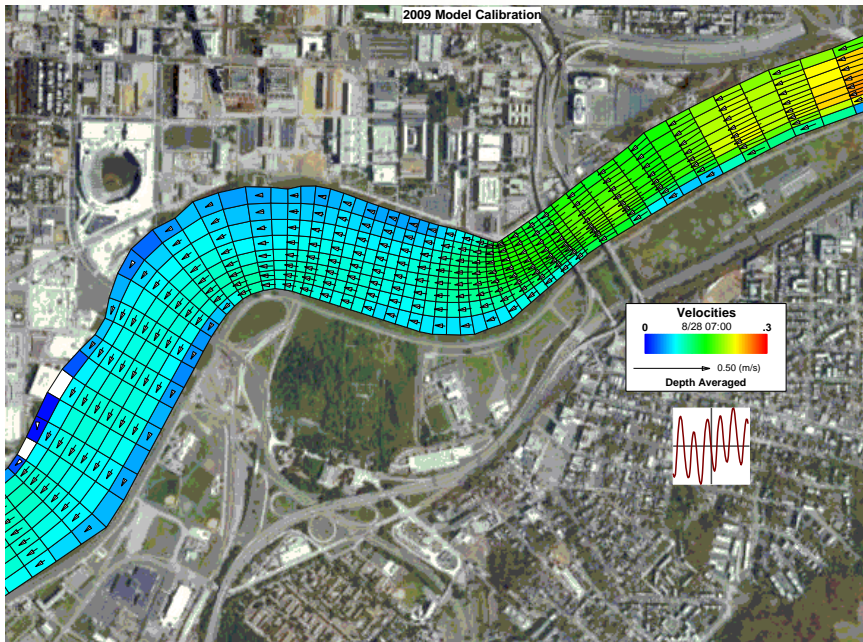 2009 Model Calibration
Velocities
0 8/28 07:00 .3
0.50 (m/s)
Depth Averaged